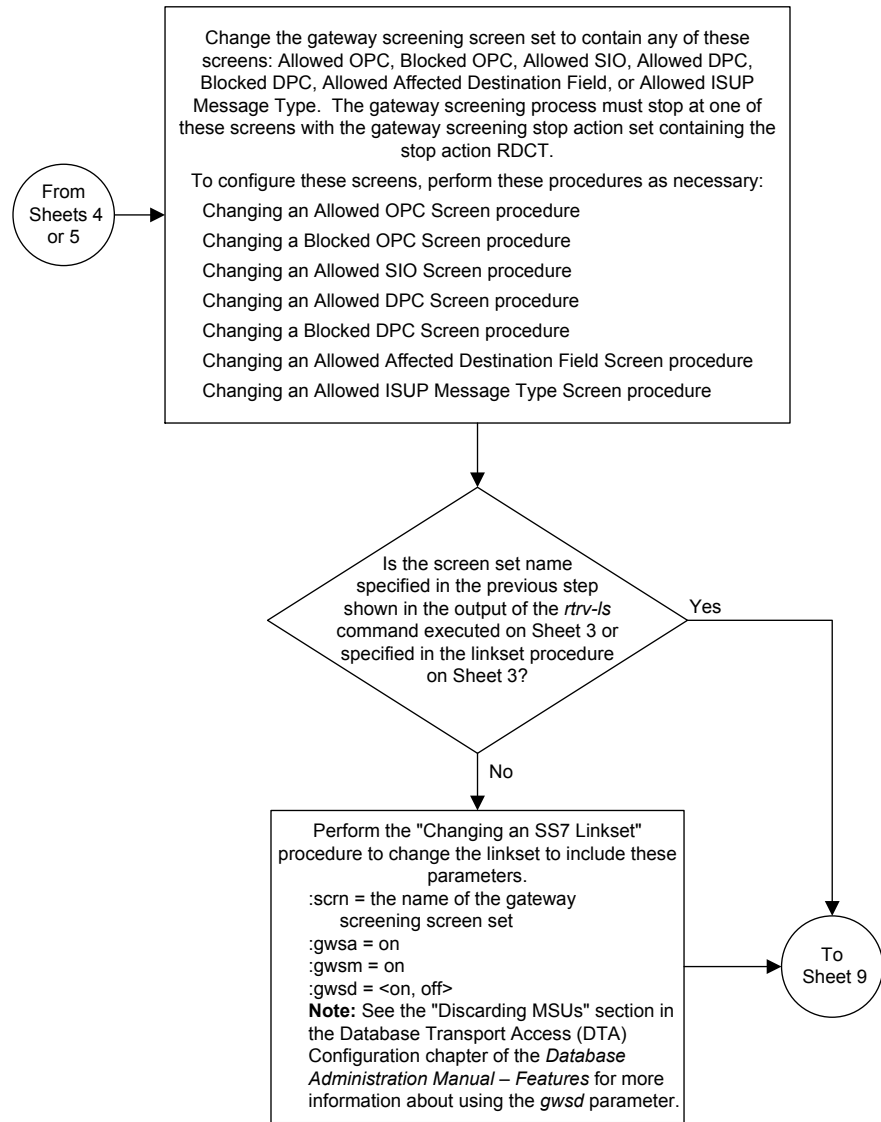 Change the gateway screening screen set to contain any of these
screens: Allowed OPC, Blocked OPC, Allowed SIO, Allowed DPC,
Blocked DPC, Allowed Affected Destination Field, or Allowed ISUP
Message Type.  The gateway screening process must stop at one of
these screens with the gateway screening stop action set containing the
stop action RDCT.
To configure these screens, perform these procedures as necessary:
Changing an Allowed OPC Screen procedure
Changing a Blocked OPC Screen procedure
Changing an Allowed SIO Screen procedure
Changing an Allowed DPC Screen procedure
Changing a Blocked DPC Screen procedure
Changing an Allowed Affected Destination Field Screen procedure
Changing an Allowed ISUP Message Type Screen procedure
From
Sheets 4
or 5
Is the screen set name
specified in the previous step
shown in the output of the rtrv-ls
command executed on Sheet 3 or
specified in the linkset procedure
on Sheet 3?
Yes
No
Perform the "Changing an SS7 Linkset"
procedure to change the linkset to include these
parameters.
:scrn = the name of the gateway
screening screen set
:gwsa = on
:gwsm = on
:gwsd = <on, off>
Note: See the "Discarding MSUs" section in
the Database Transport Access (DTA)
Configuration chapter of the Database
Administration Manual – Features for more
information about using the gwsd parameter.
To
Sheet 9